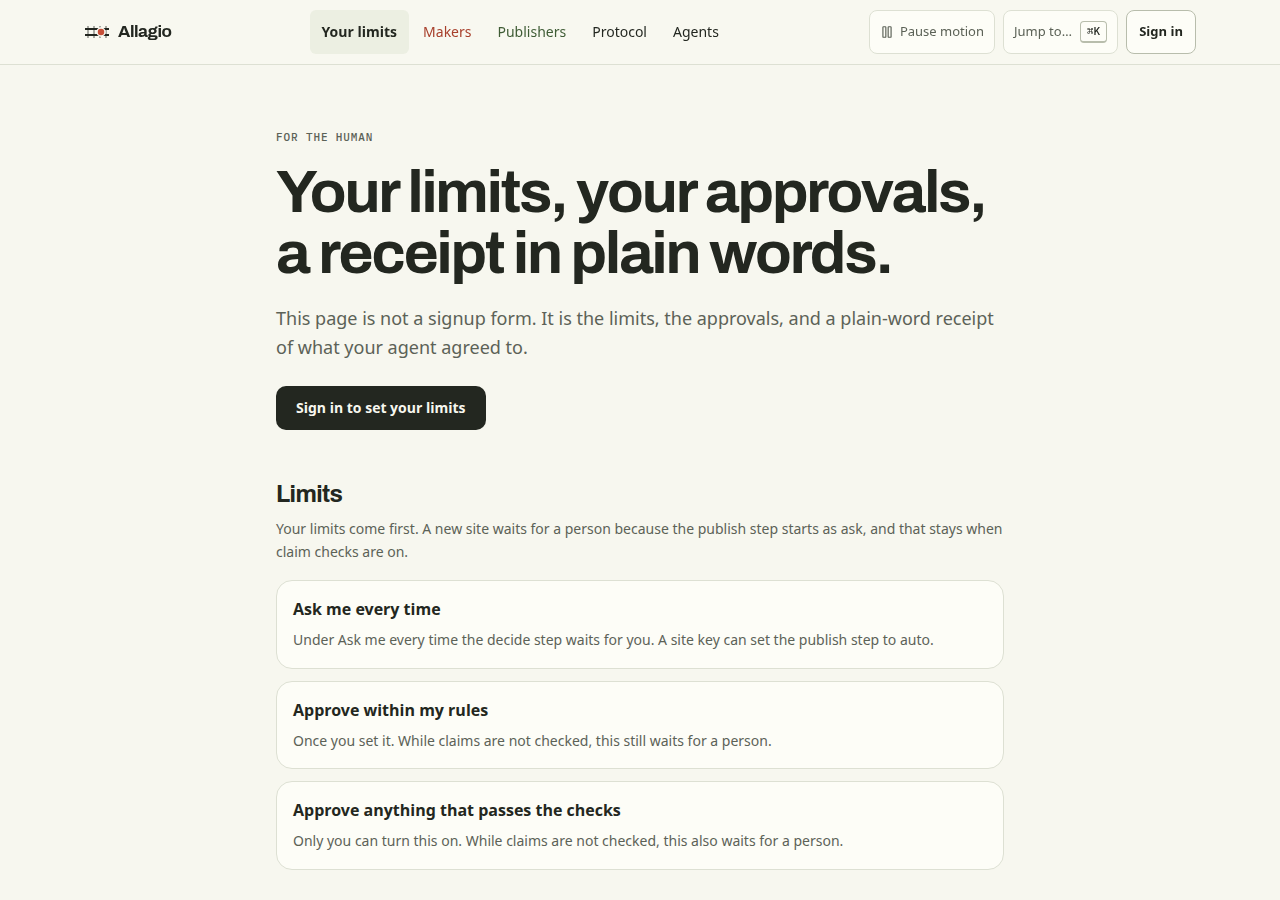 Allagio
Your limits
Makers
Publishers
Protocol
Agents
Pause motion
Jump to... ⌘K
Sign in
FOR THE HUMAN
Your limits, your approvals,
a receipt in plain words.
This page is not a signup form. It is the limits, the approvals, and a plain-word receipt
of what your agent agreed to.
Sign in to set your limits
Limits
Your limits come first. A new site waits for a person because the publish step starts as ask, and that stays when
claim checks are on.
Ask me every time
Under Ask me every time the decide step waits for you. A site key can set the publish step to auto.
Approve within my rules
Once you set it. While claims are not checked, this still waits for a person.
Approve anything that passes the checks
Only you can turn this on. While claims are not checked, this also waits for a person.